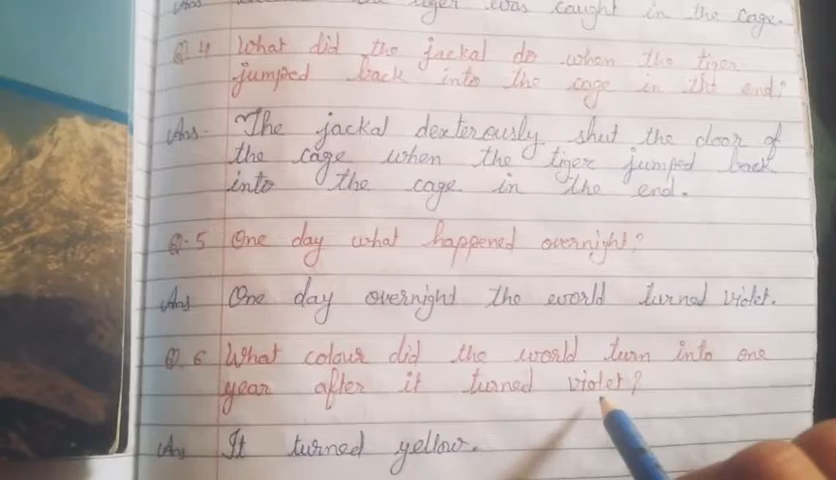 tiger was caught in the cage.
Q.4 What did the jackal do when the tiger
jumped back into the cage in the end?
Ans. The jackal dexterously shut the door of
the cage when the tiger jumped back
into the cage in the end.
Q.5 One day what happened overnight?
Ans One day overnight the world turned violet.
Q.6 What colour did the world turn into one
year after it turned violet?
Ans It turned yellow.